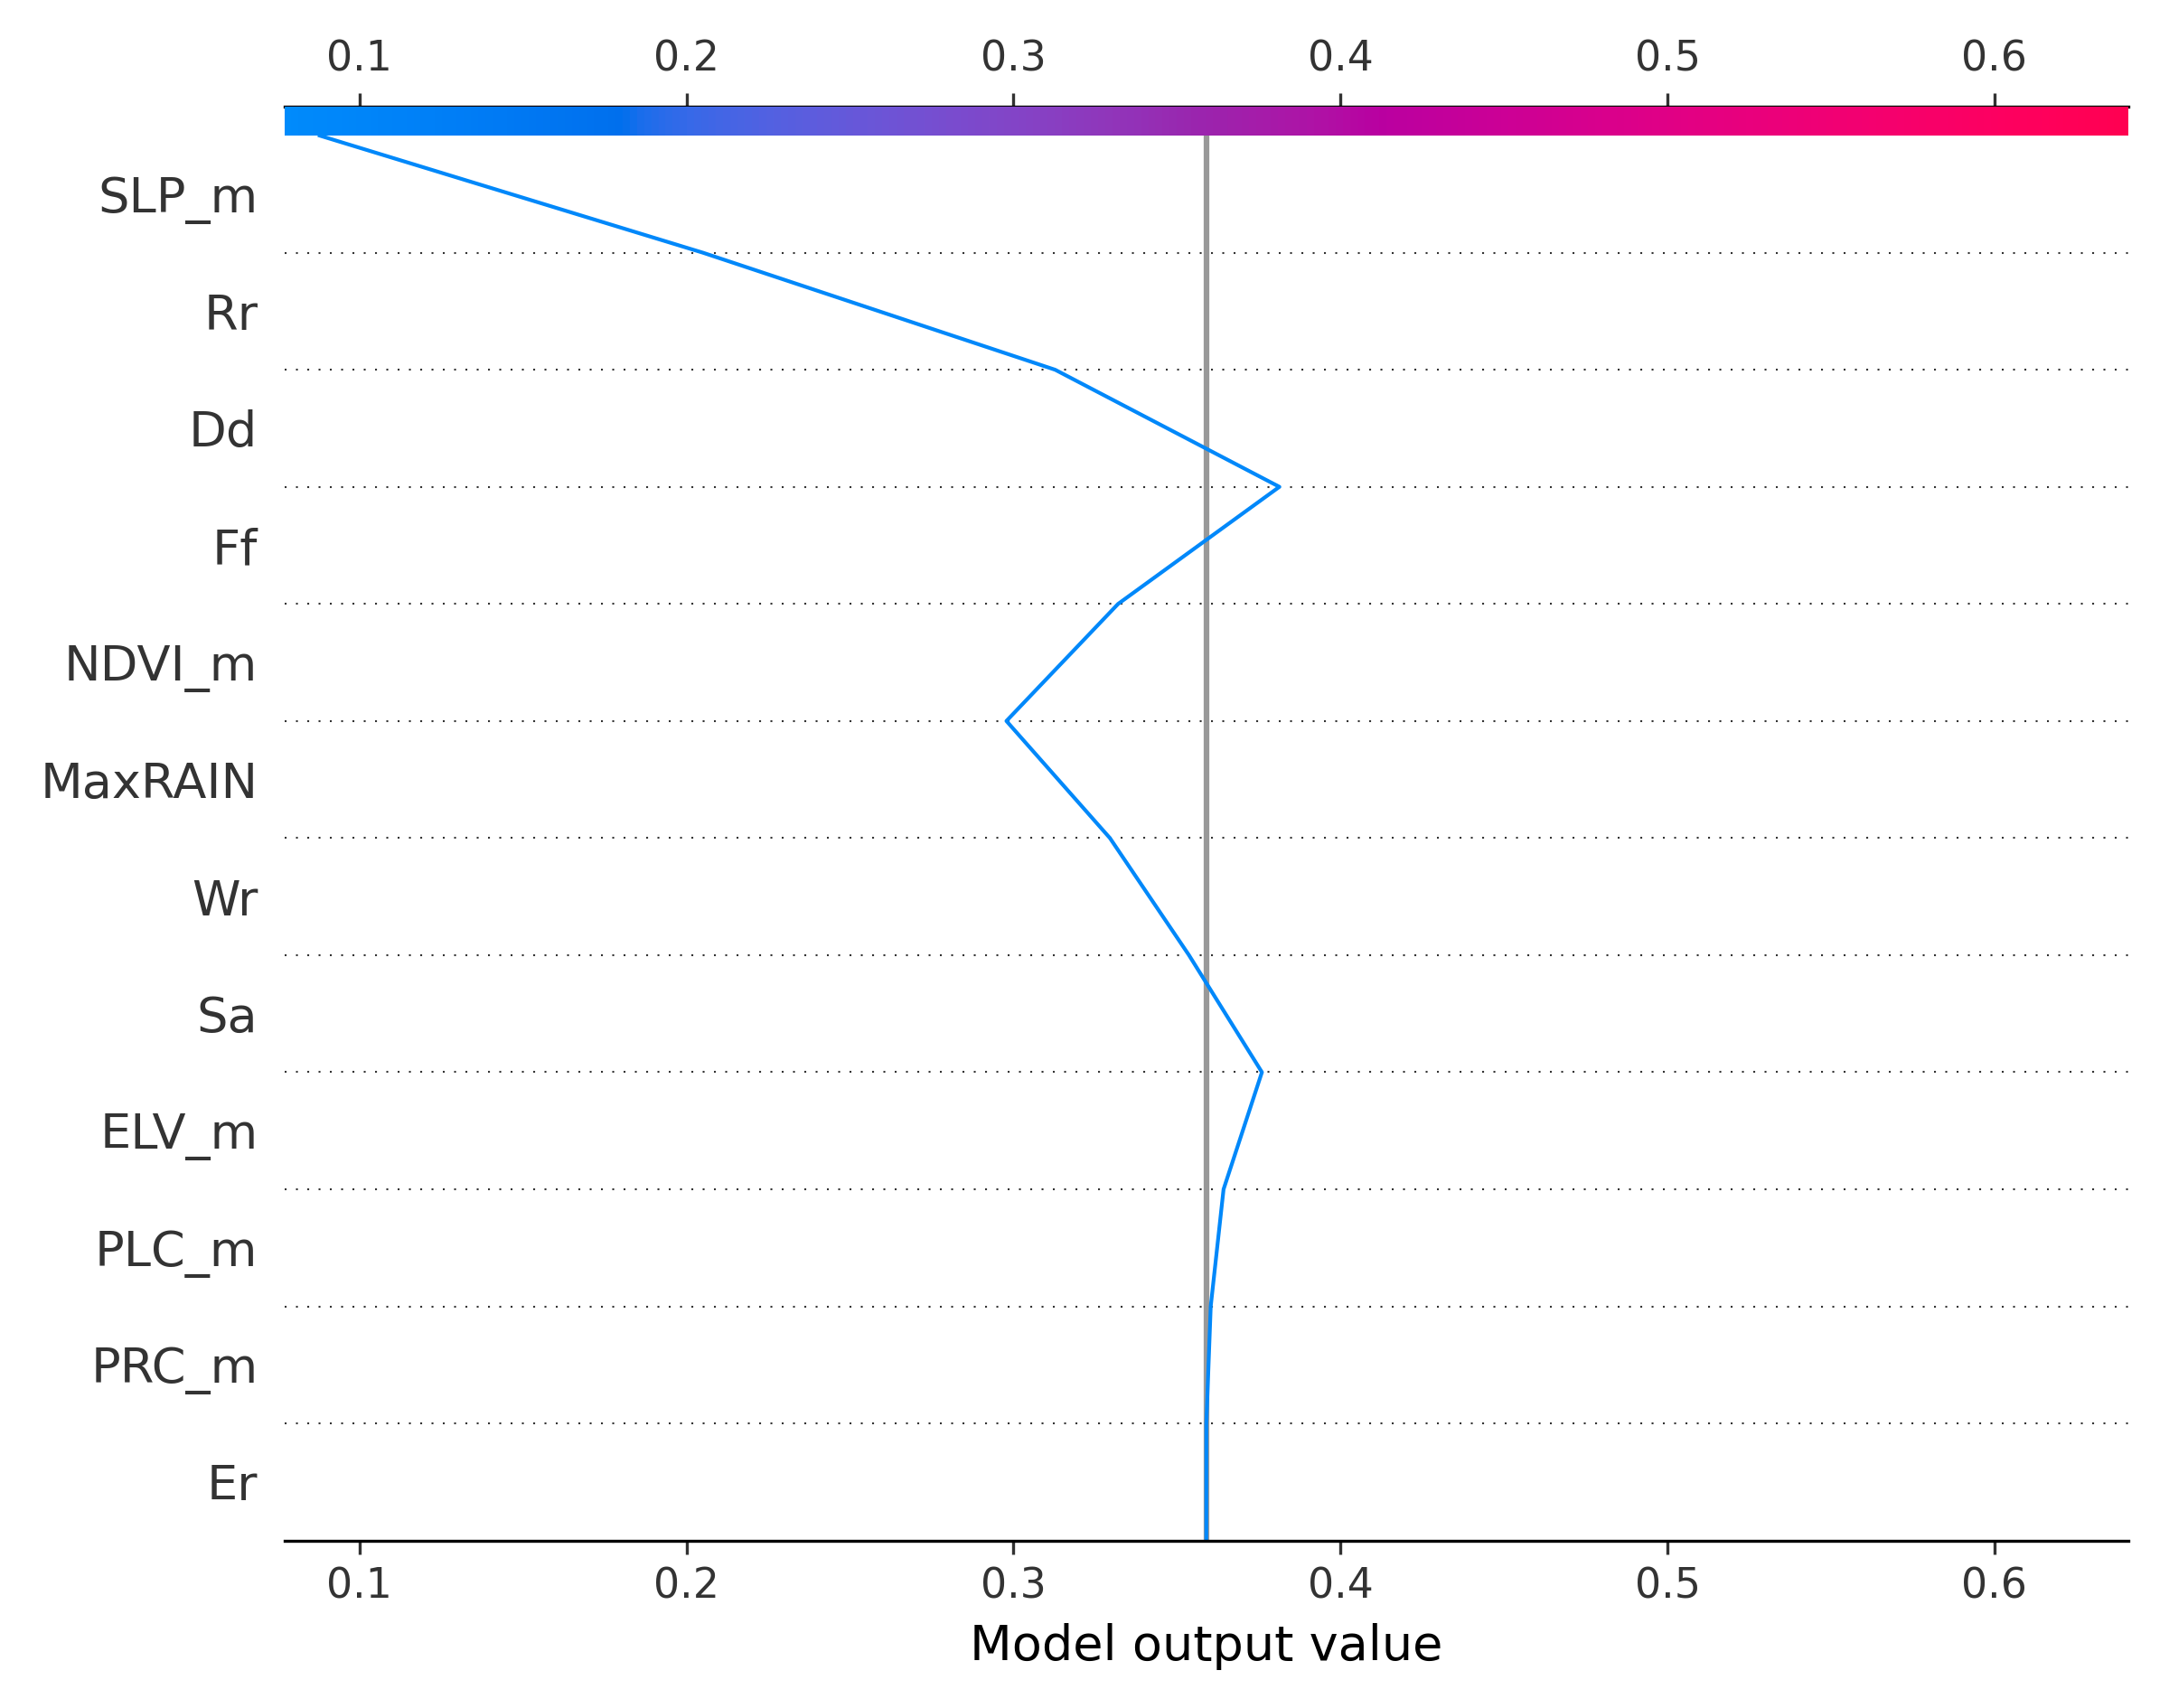 0.1 0.2 0.3 0.4 0.5 0.6
SLP_m
Rr
Dd
Ff
NDVI_m
MaxRAIN
Wr
Sa
ELV_m
PLC_m
PRC_m
Er
0.1 0.2 0.3 0.4 0.5 0.6
Model output value